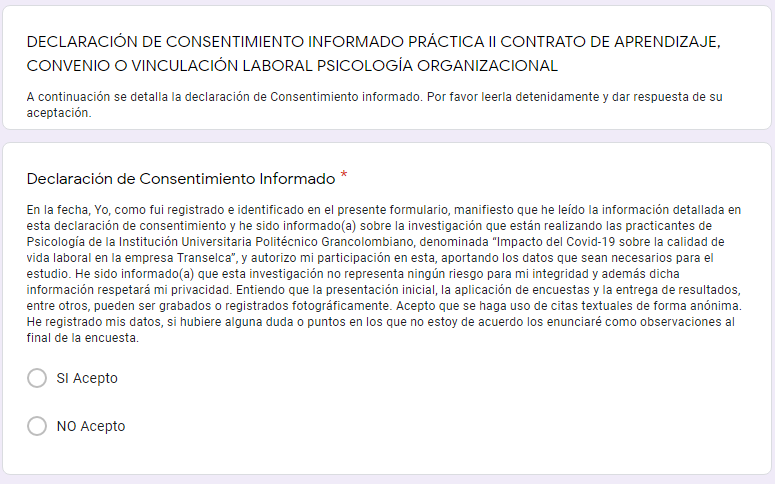 DECLARACIÓN DE CONSENTIMIENTO INFORMADO PRÁCTICA II CONTRATO DE APRENDIZAJE,
CONVENIO O VINCULACIÓN LABORAL PSICOLOGÍA ORGANIZACIONAL
A continuación se detalla la declaración de Consentimiento informado. Por favor leerla detenidamente y dar respuesta de su
aceptación.
Declaración de Consentimiento Informado *
En la fecha, Yo, como fui registrado e identificado en el presente formulario, manifiesto que he leído la información detallada en
esta declaración de consentimiento y he sido informado(a) sobre la investigación que están realizando las practicantes de
Psicología de la Institución Universitaria Politécnico Grancolombiano, denominada “Impacto del Covid-19 sobre la calidad de
vida laboral en la empresa Transelca”, y autorizo mi participación en esta, aportando los datos que sean necesarios para el
estudio. He sido informado(a) que esta investigación no representa ningún riesgo para mi integridad y además dicha
información respetará mi privacidad. Entiendo que la presentación inicial, la aplicación de encuestas y la entrega de resultados,
entre otros, pueden ser grabados o registrados fotográficamente. Acepto que se haga uso de citas textuales de forma anónima.
He registrado mis datos, si hubiere alguna duda o puntos en los que no estoy de acuerdo los enunciaré como observaciones al
final de la encuesta.
SI Acepto
NO Acepto